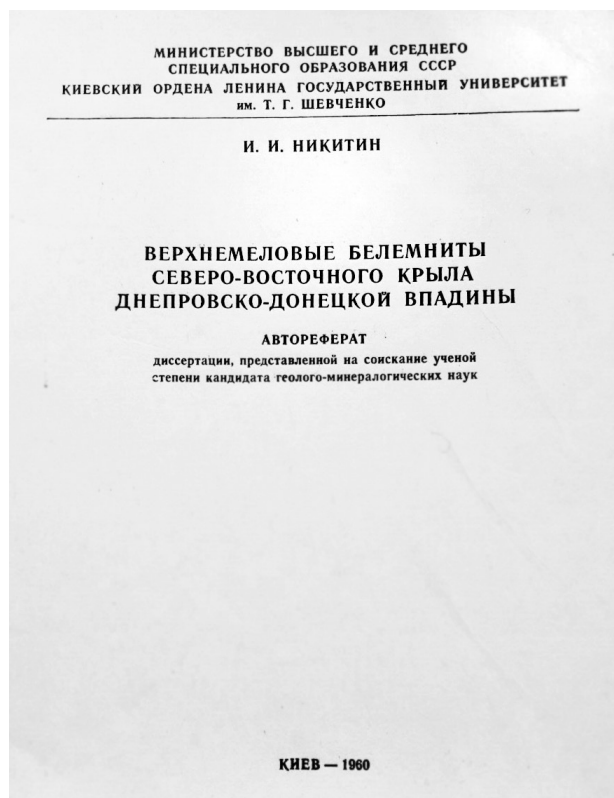 МИНИСТЕРСТВО ВЫСШЕГО И СРЕДНЕГО
СПЕЦИАЛЬНОГО ОБРАЗОВАНИЯ СССР
КИЕВСКИЙ ОРДЕНА ЛЕНИНА ГОСУДАРСТВЕННЫЙ УНИВЕРСИТЕТ
им. Т. Г. ШЕВЧЕНКО
И. И. НИКИТИН
ВЕРХНЕМЕЛОВЫЕ БЕЛЕМНИТЫ
СЕВЕРО-ВОСТОЧНОГО КРЫЛА
ДНЕПРОВСКО-ДОНЕЦКОЙ ВПАДИНЫ
АВТОРЕФЕРАТ
диссертации, представленной на соискание ученой
степени кандидата геолого-минералогических наук
КИЕВ — 1960